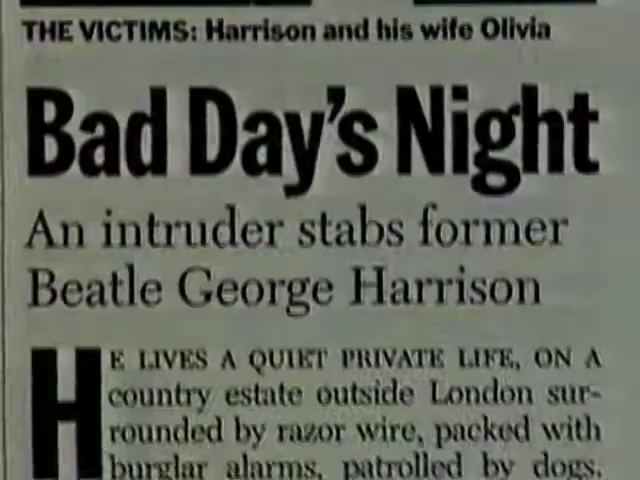 THE VICTIMS: Harrison and his wife Olivia
Bad Day's Night
An intruder stabs former
Beatle George Harrison
HE LIVES A QUIET PRIVATE LIFE, ON A
country estate outside London sur-
rounded by razor wire, packed with
burglar alarms, patrolled by dogs.